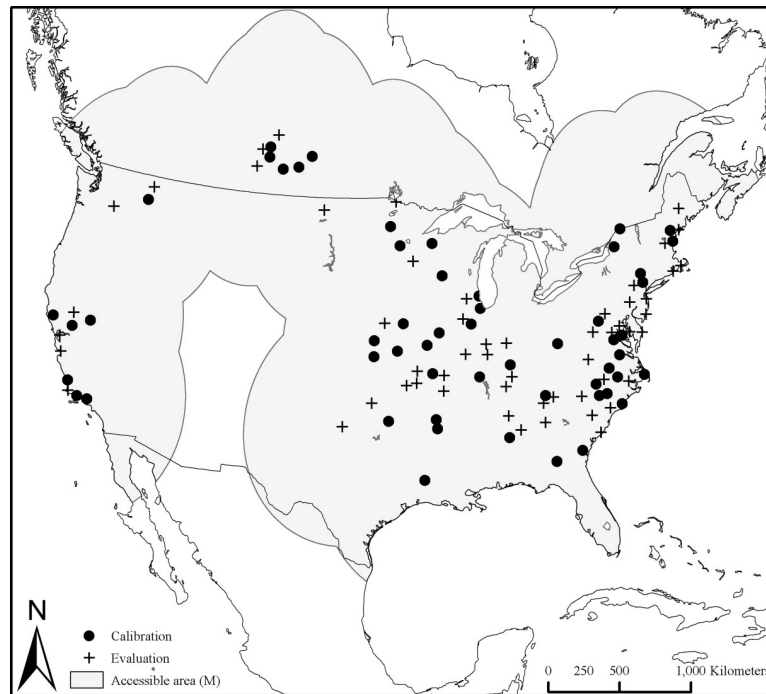 N
Calibration
Evaluation
Accessible area (M)
0 250 500 1,000 Kilometers